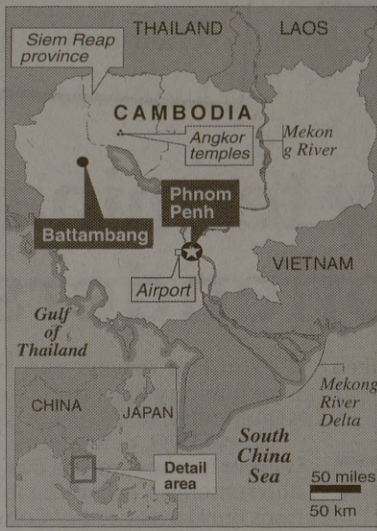 THAILAND
LAOS
Siem Reap
province
CAMBODIA
Angkor
temples
Mekon
g River
Phnom
Penh
Battambang
VIETNAM
Airport
Gulf
of
Thailand
Mekong
River
Delta
CHINA
JAPAN
South
China
Sea
Detail
area
50 miles
50 km